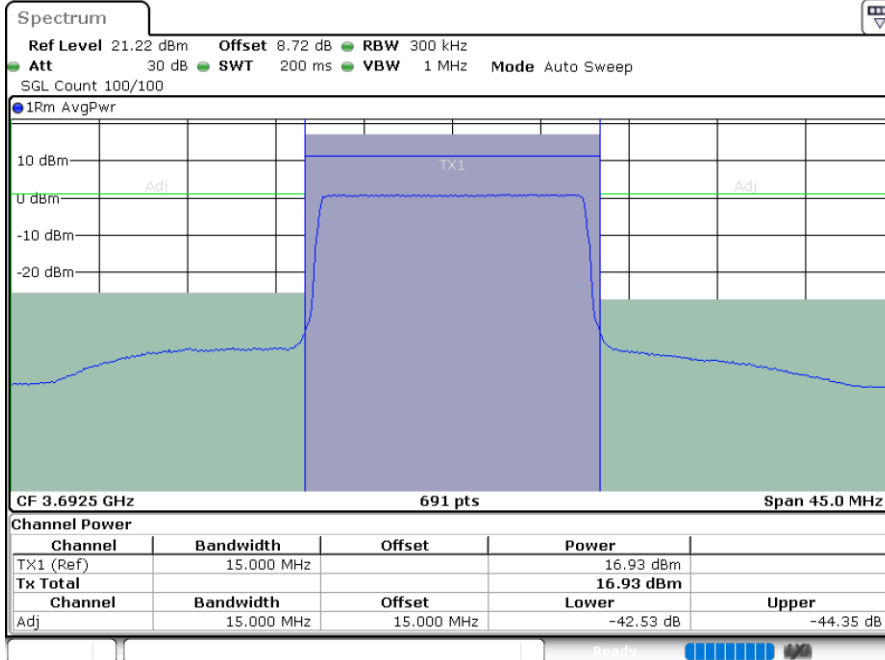 Spectrum
Ref Level 21.22 dBm Offset 8.72 dB RBW 300 kHz
Att 30 dB SWT 200 ms VBW 1 MHz Mode Auto Sweep
SGL Count 100/100
1Rm AvgPwr
10 dBm
TX1
Adj
Adj
0 dBm
-10 dBm
-20 dBm
CF 3.6925 GHz 691 pts Span 45.0 MHz
Channel Power
Channel Bandwidth Offset Power
TX1 (Ref) 15.000 MHz 16.93 dBm
Tx Total 16.93 dBm
Channel Bandwidth Offset Lower Upper
Adj 15.000 MHz 15.000 MHz -42.53 dB -44.35 dB
Ready